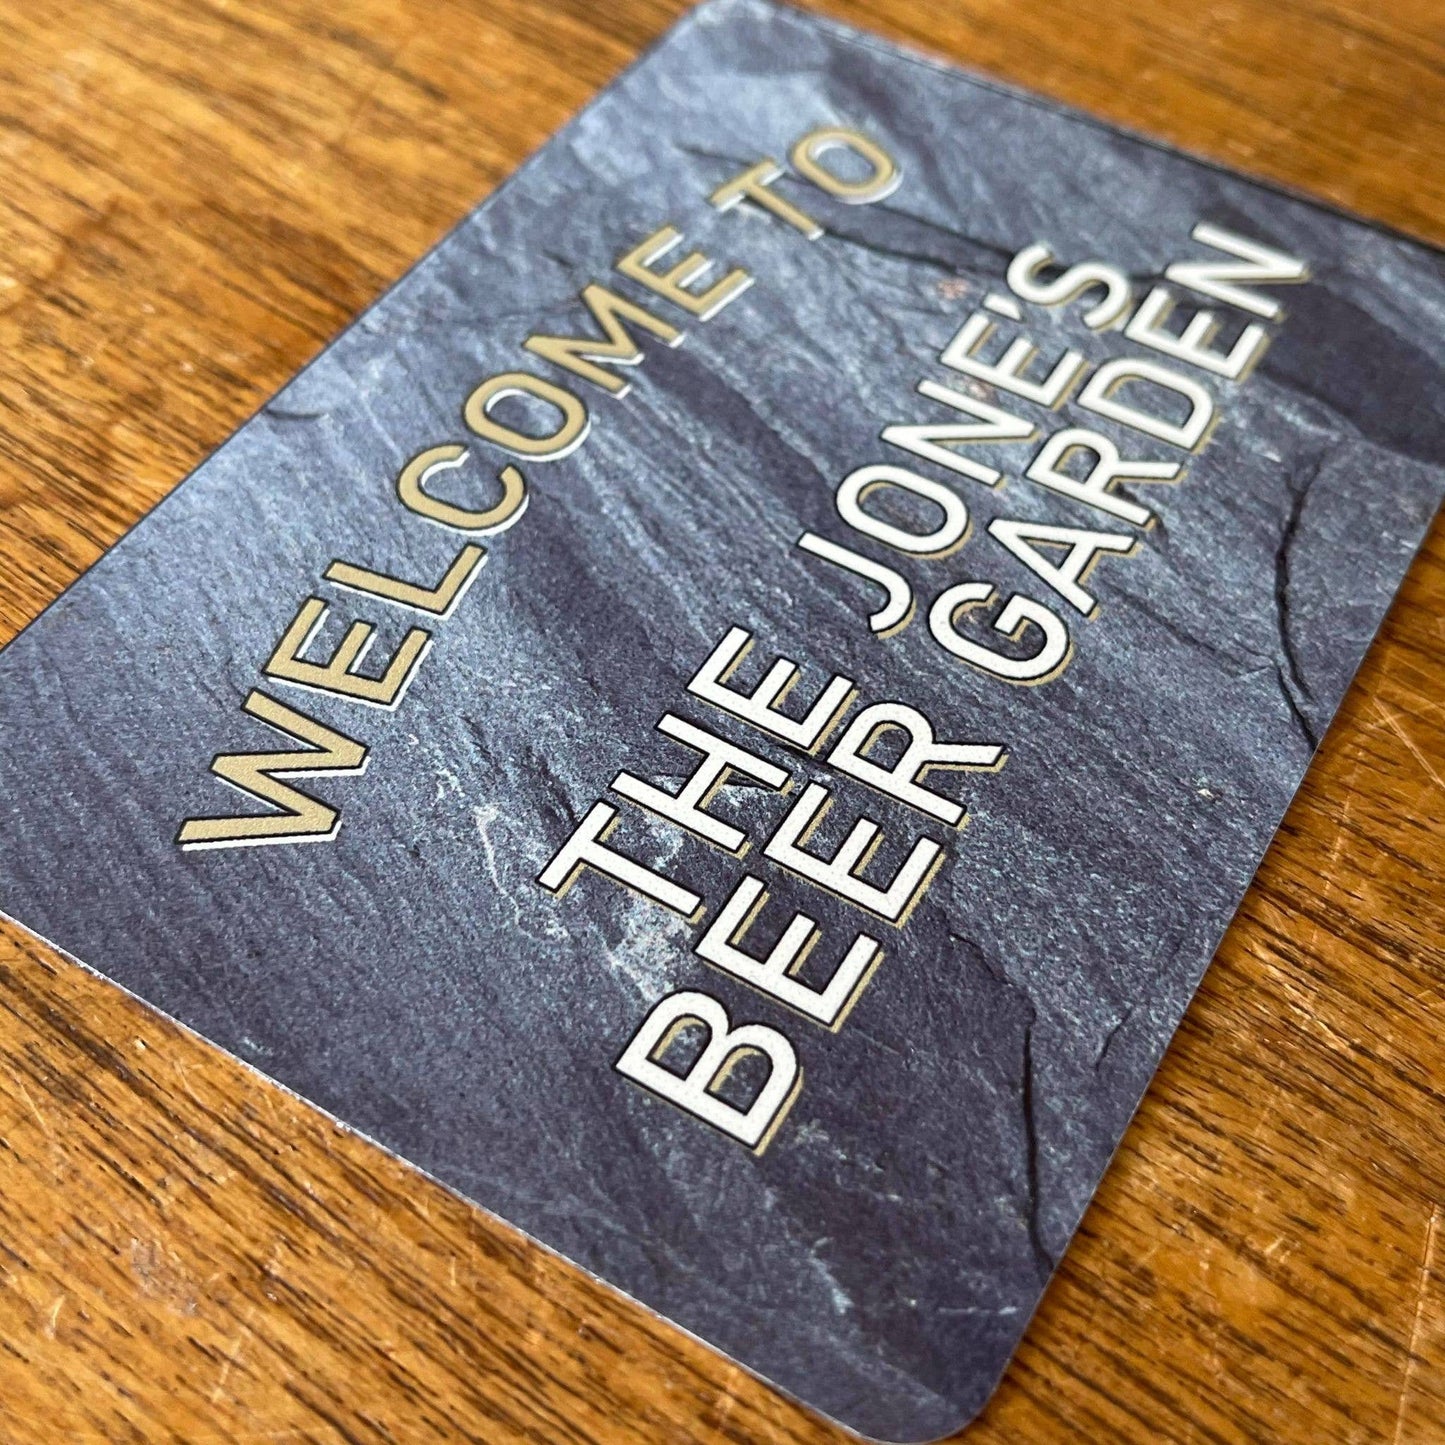 WELCOME TO
THE JONE'S
BEER GARDEN